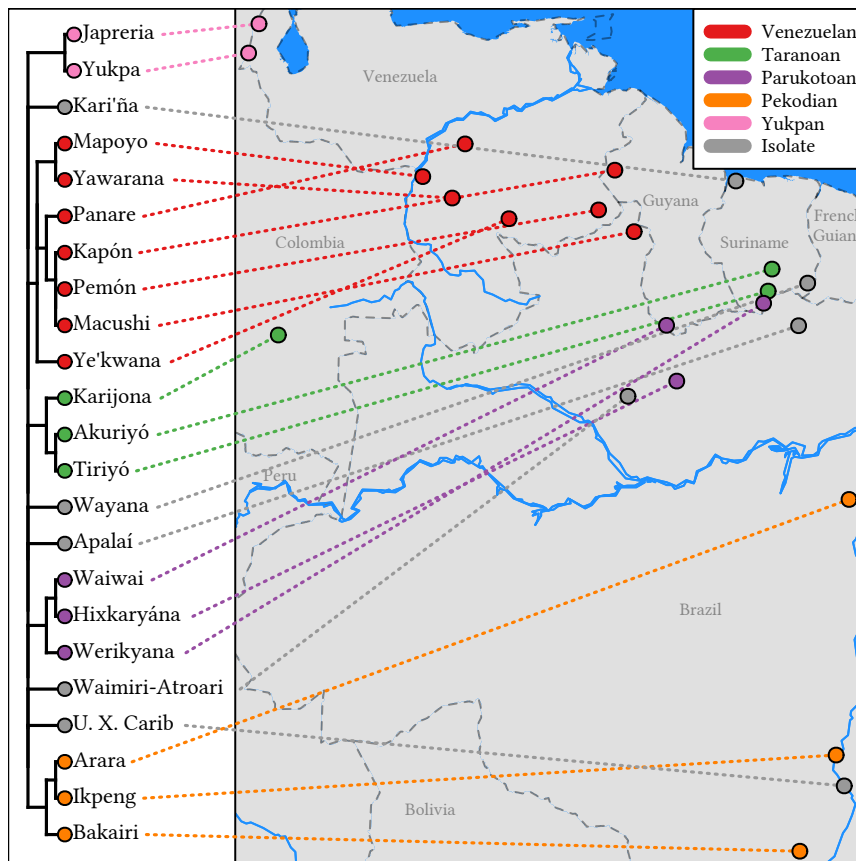 Japreria
Yukpa
Kari'ña
Mapoyo
Yawarana
Panare
Kapón
Pemón
Macushi
Ye'kwana
Karijona
Akuriyó
Tiriyó
Wayana
Apalaí
Waiwai
Hixkaryána
Werikyana
Waimiri-Atroari
U. X. Carib
Arara
Ikpeng
Bakairi
Venezuela
Colombia
Guyana
Suriname
French
Guian
Peru
Brazil
Bolivia
Venezuelan
Taranoan
Parukotoan
Pekodian
Yukpan
Isolate